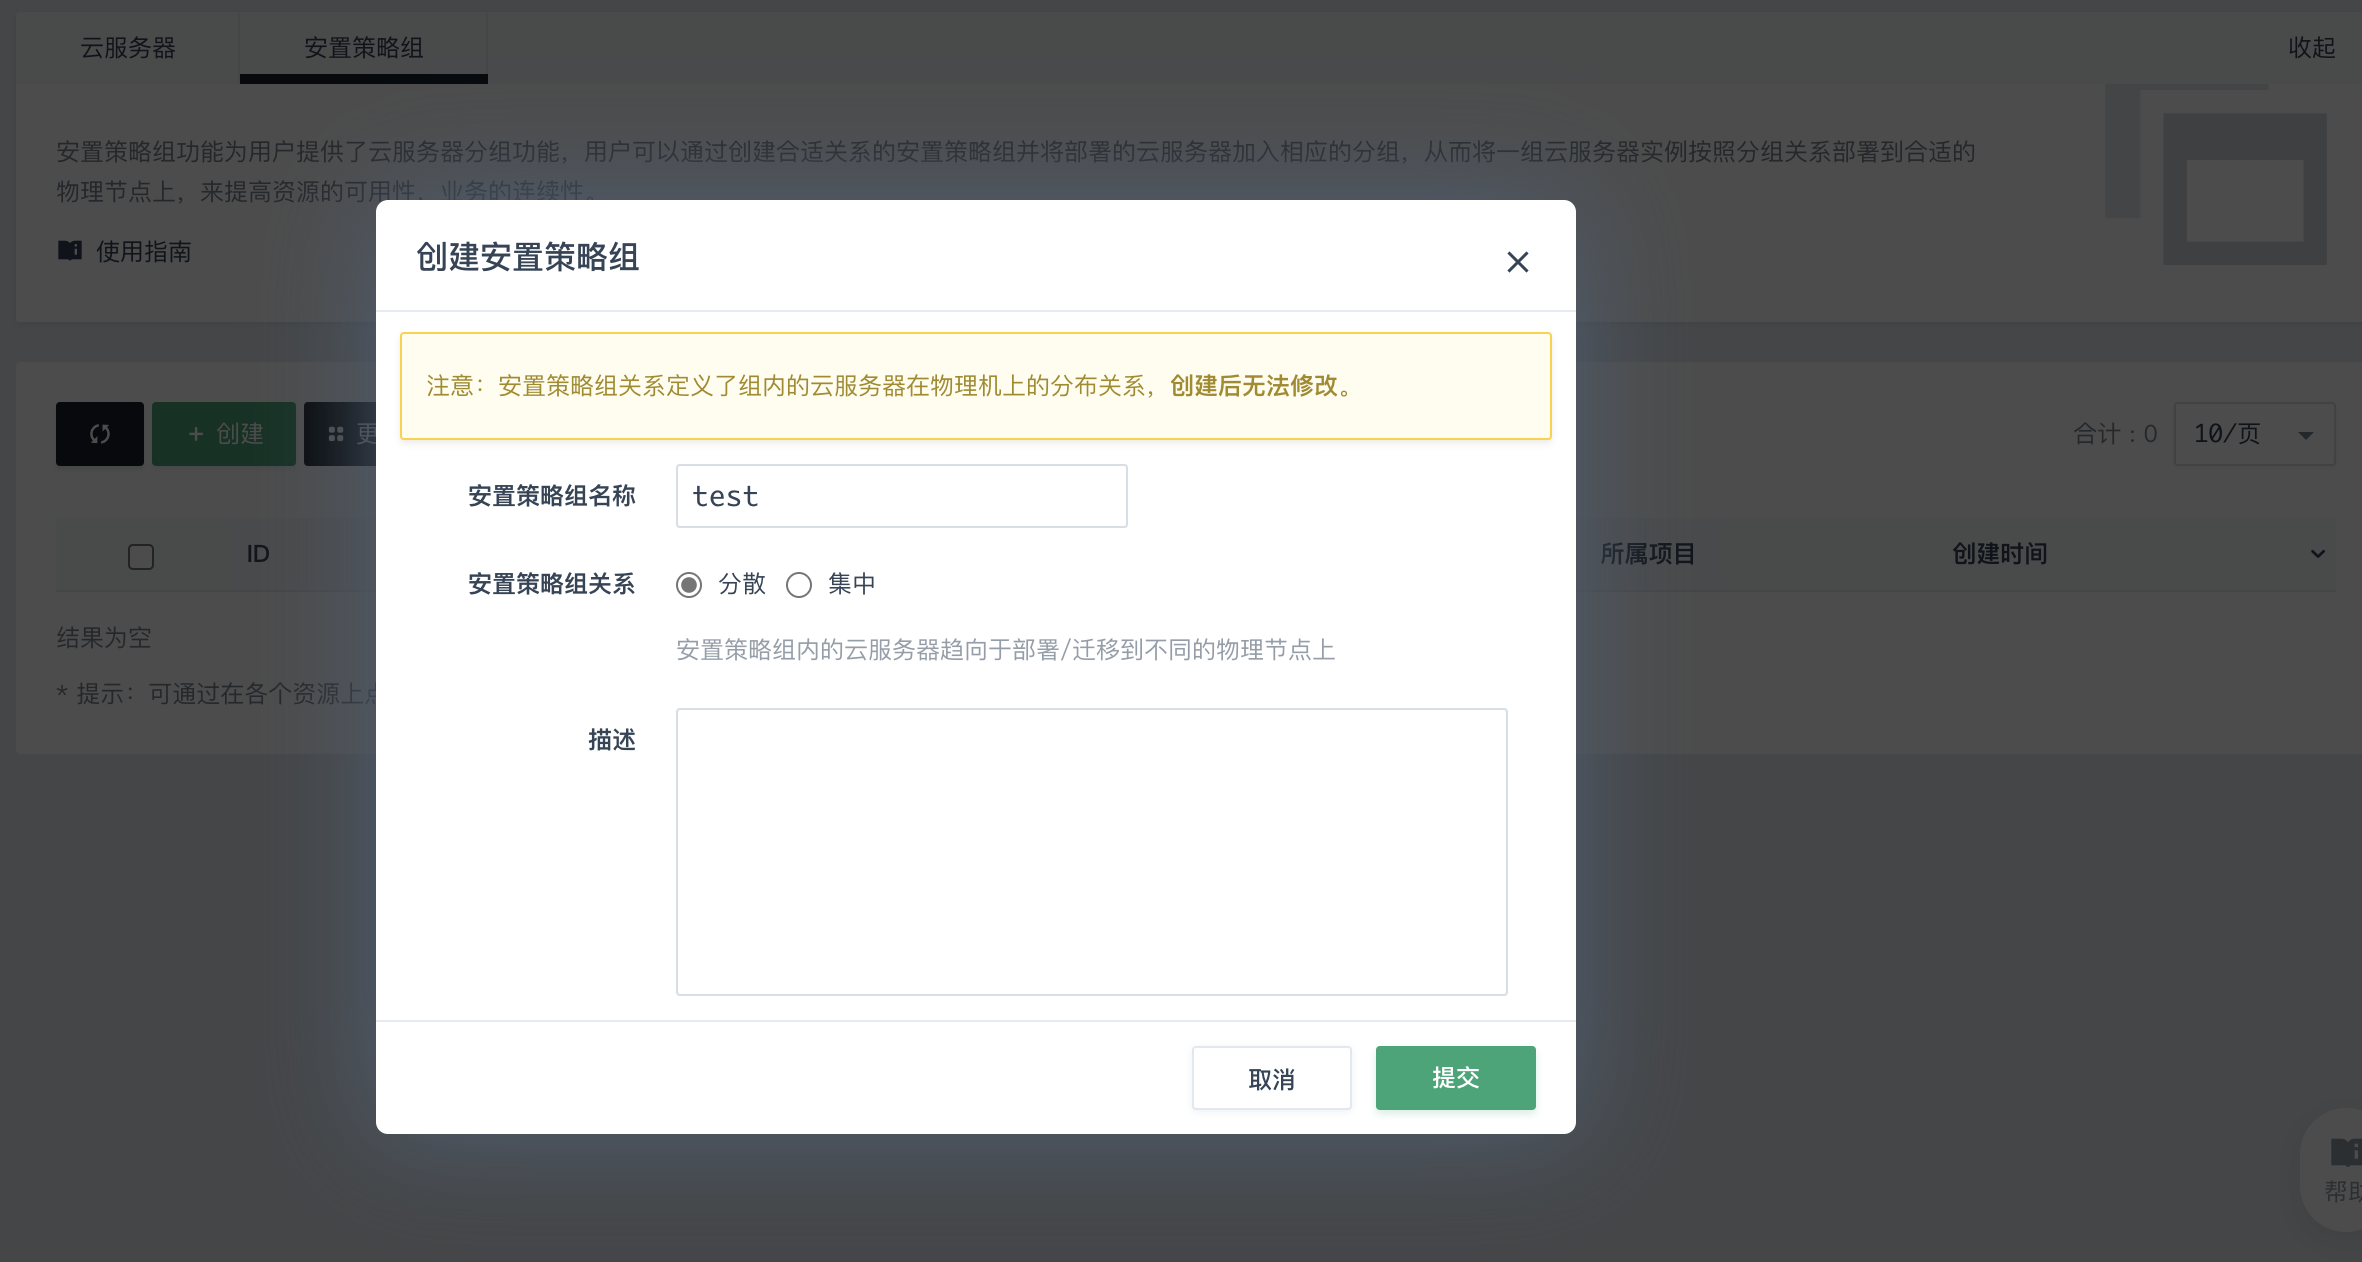 云服务器
安置策略组
收起
安置策略组功能为用户提供了云服务器分组功能，用户可以通过创建合适关系的安置策略组并将部署的云服务器加入相应的分组，从而将一组云服务器实例按照分组关系部署到合适的
物理节点上，来提高资源的可用性、业务的连续性。
使用指南
创建安置策略组
注意：安置策略组关系定义了组内的云服务器在物理机上的分布关系，创建后无法修改。
+ 创建
更
合计 : 0
10/页
安置策略组名称
test
ID
所属项目
创建时间
安置策略组关系
分散
集中
结果为空
安置策略组内的云服务器趋向于部署/迁移到不同的物理节点上
* 提示：可通过在各个资源上点
描述
取消
提交
帮助